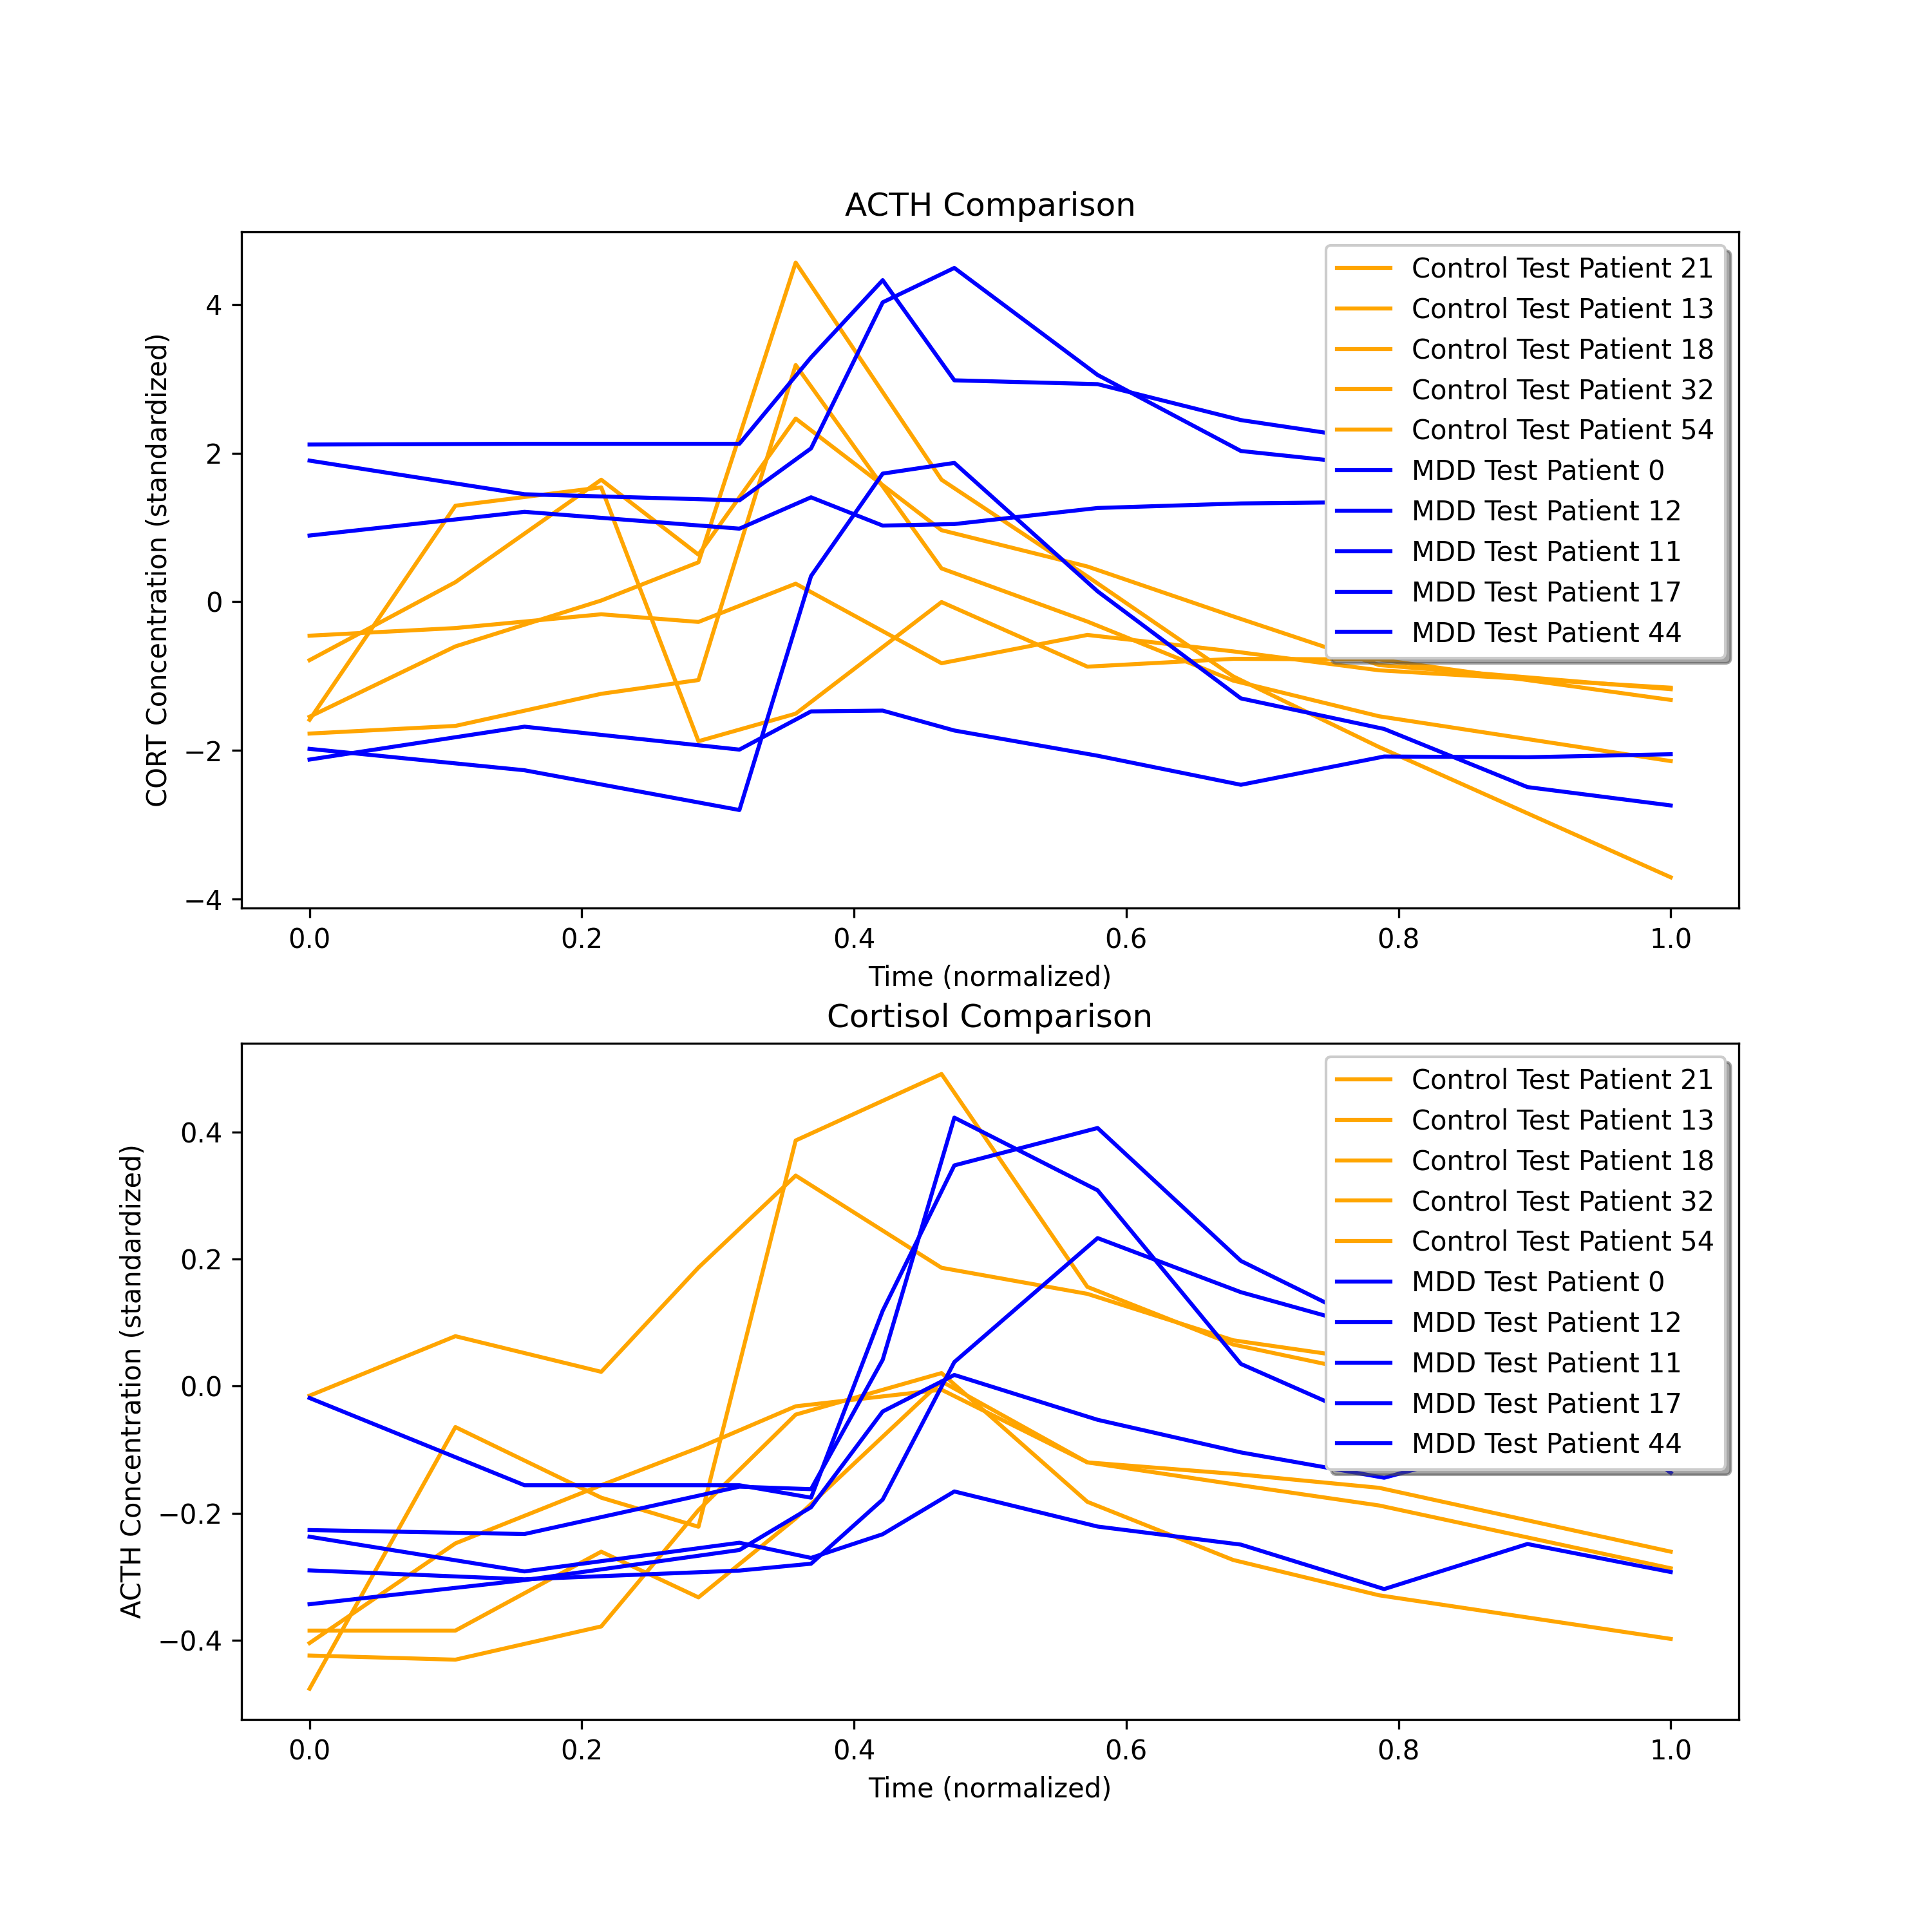 ACTH Comparison
CORT Concentration (standardized)
4
2
0
−2
−4
Control Test Patient 21
Control Test Patient 13
Control Test Patient 18
Control Test Patient 32
Control Test Patient 54
MDD Test Patient 0
MDD Test Patient 12
MDD Test Patient 11
MDD Test Patient 17
MDD Test Patient 44
0.0 0.2 0.4 0.6 0.8 1.0
Time (normalized)
Cortisol Comparison
ACTH Concentration (standardized)
0.4
0.2
0.0
−0.2
−0.4
Control Test Patient 21
Control Test Patient 13
Control Test Patient 18
Control Test Patient 32
Control Test Patient 54
MDD Test Patient 0
MDD Test Patient 12
MDD Test Patient 11
MDD Test Patient 17
MDD Test Patient 44
0.0 0.2 0.4 0.6 0.8 1.0
Time (normalized)